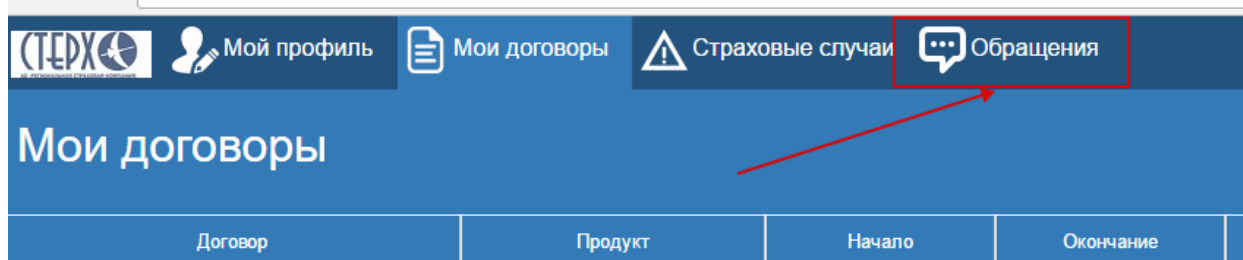 СТЕРХ
Мой профиль
Мои договоры
Страховые случаи
Обращения
Мои договоры
Договор
Продукт
Начало
Окончание